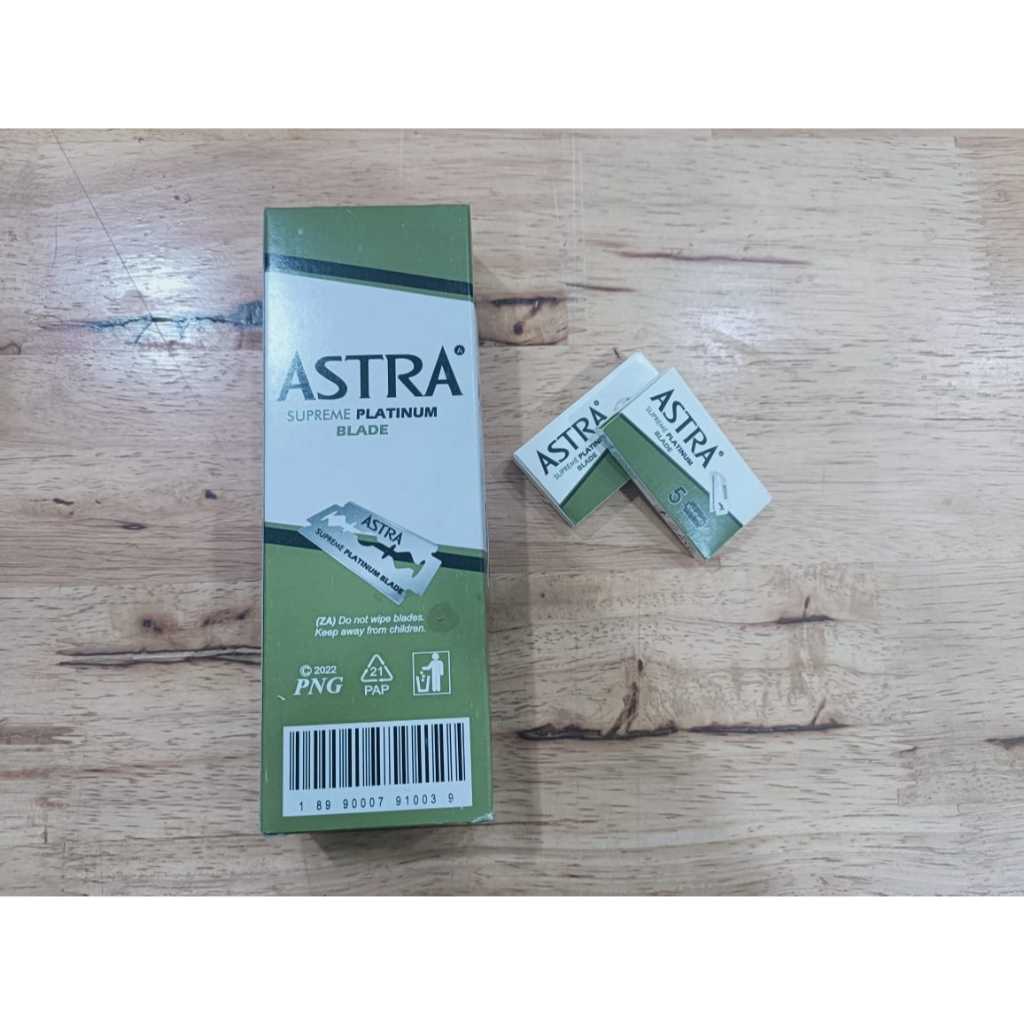 ASTRA
SUPREME PLATINUM
BLADE
ASTRA
SUPREME PLATINUM BLADE
(ZA) Do not wipe blades.
Keep away from children.
© 2022
PNG
21
PAP
1 89 90007 91003 9
ASTRA
SUPREME PLATINUM
BLADE
ASTRA
SUPREME PLATINUM
BLADE
5